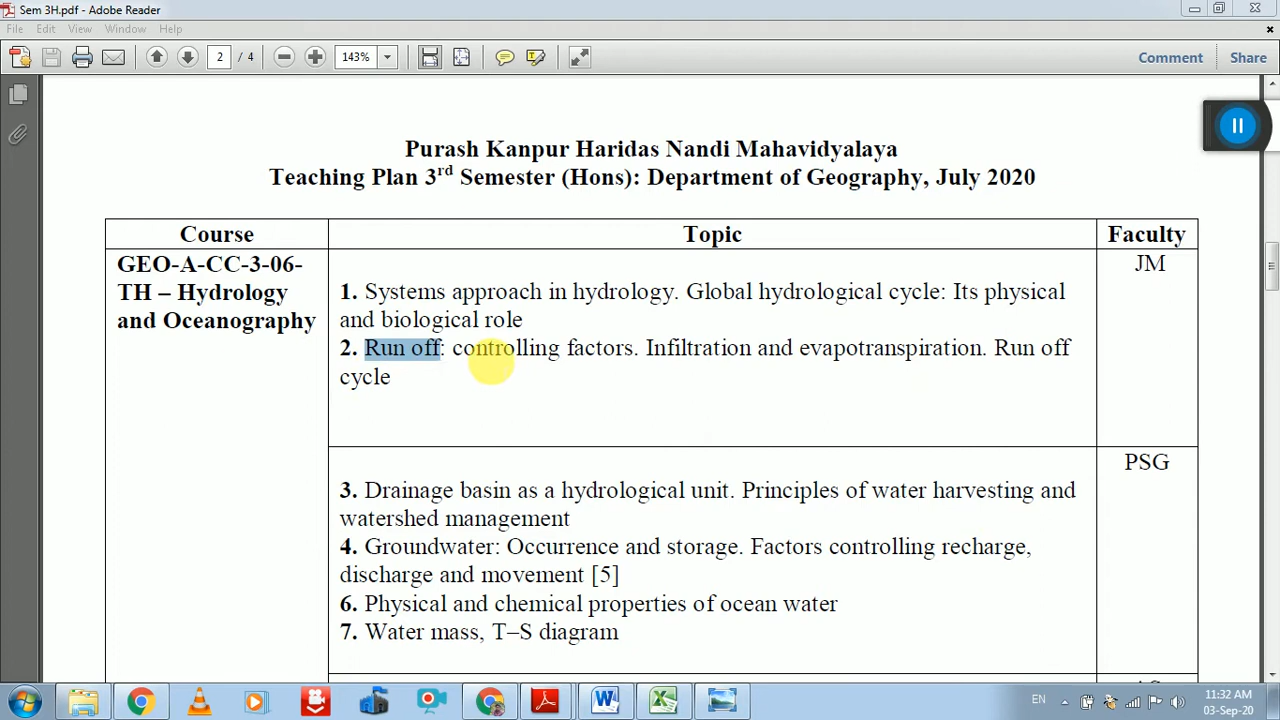 Sem 3H.pdf - Adobe Reader
File Edit View Window Help
2 / 4 143% Comment Share
Purash Kanpur Haridas Nandi Mahavidyalaya
Teaching Plan 3rd Semester (Hons): Department of Geography, July 2020
Course Topic Faculty
GEO-A-CC-3-06-
TH – Hydrology
and Oceanography
1. Systems approach in hydrology. Global hydrological cycle: Its physical
and biological role
2. Run off: controlling factors. Infiltration and evapotranspiration. Run off
cycle
JM
3. Drainage basin as a hydrological unit. Principles of water harvesting and
watershed management
4. Groundwater: Occurrence and storage. Factors controlling recharge,
discharge and movement [5]
6. Physical and chemical properties of ocean water
7. Water mass, T–S diagram
PSG
EN
11:32 AM
03-Sep-20